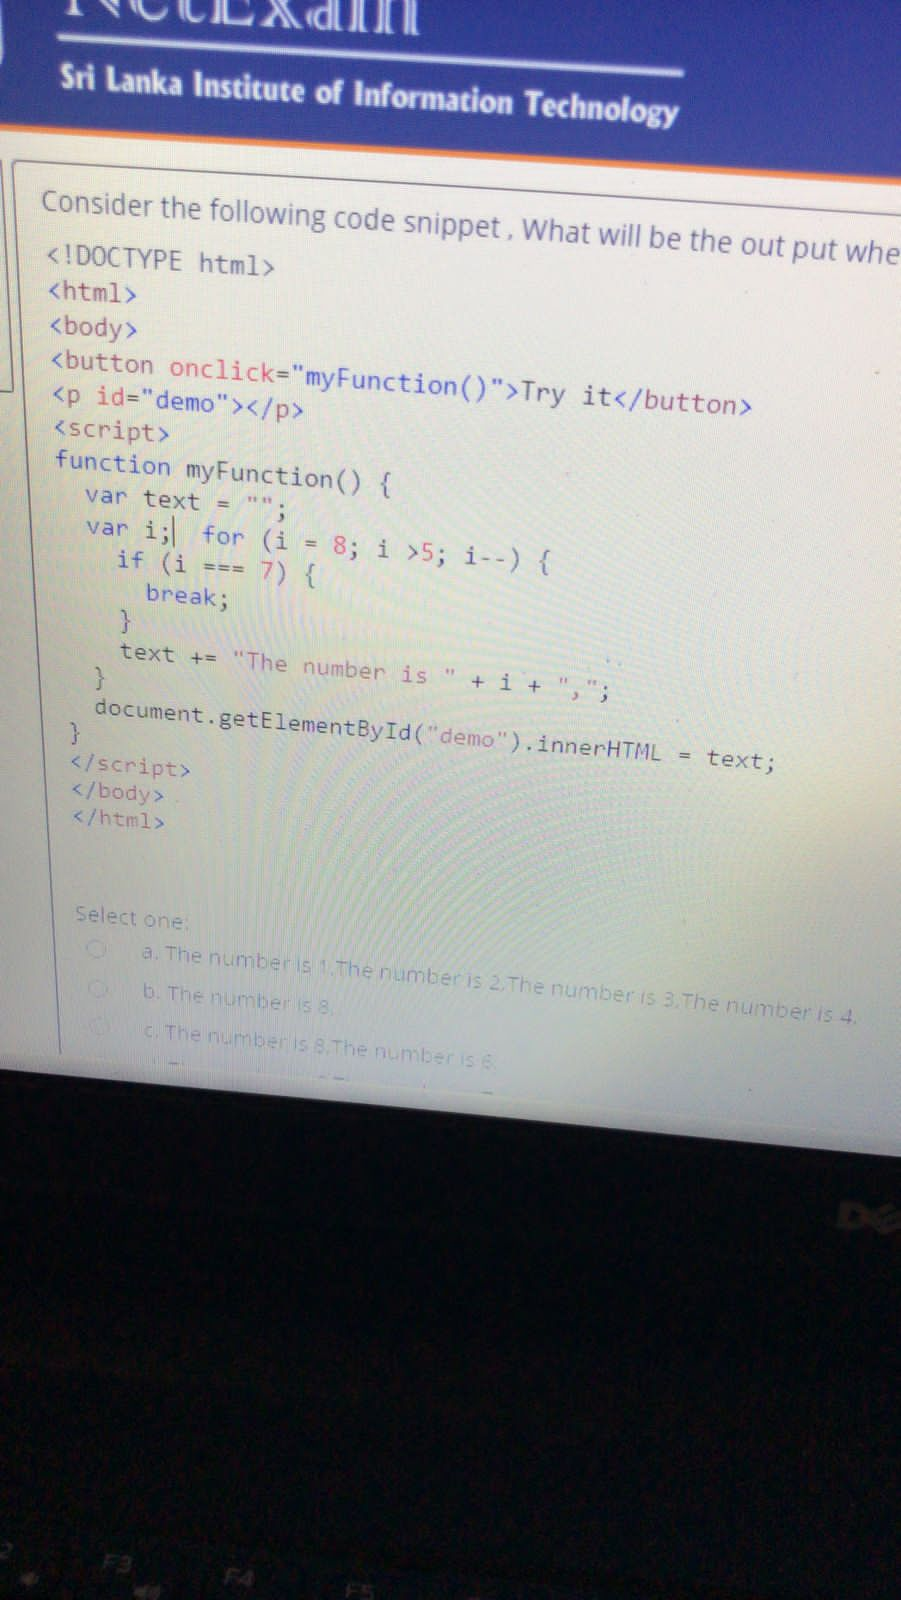 NetExam
Sri Lanka Institute of Information Technology
Consider the following code snippet , What will be the out put whe
<!DOCTYPE html>
<html>
<body>
<button onclick="myFunction()">Try it</button>
<p id="demo"></p>
<script>
function myFunction() {
var text = "";
var i; for (i = 8; i >5; i--) {
if (i === 7) {
break;
}
text += "The number is " + i + ",";
}
document.getElementById("demo").innerHTML = text;
}
</script>
</body>
</html>
Select one:
a. The number is 1,The number is 2,The number is 3,The number is 4,
b. The number is 8,
c. The number is 8,The number is 6,
DE
F3
F4
F5